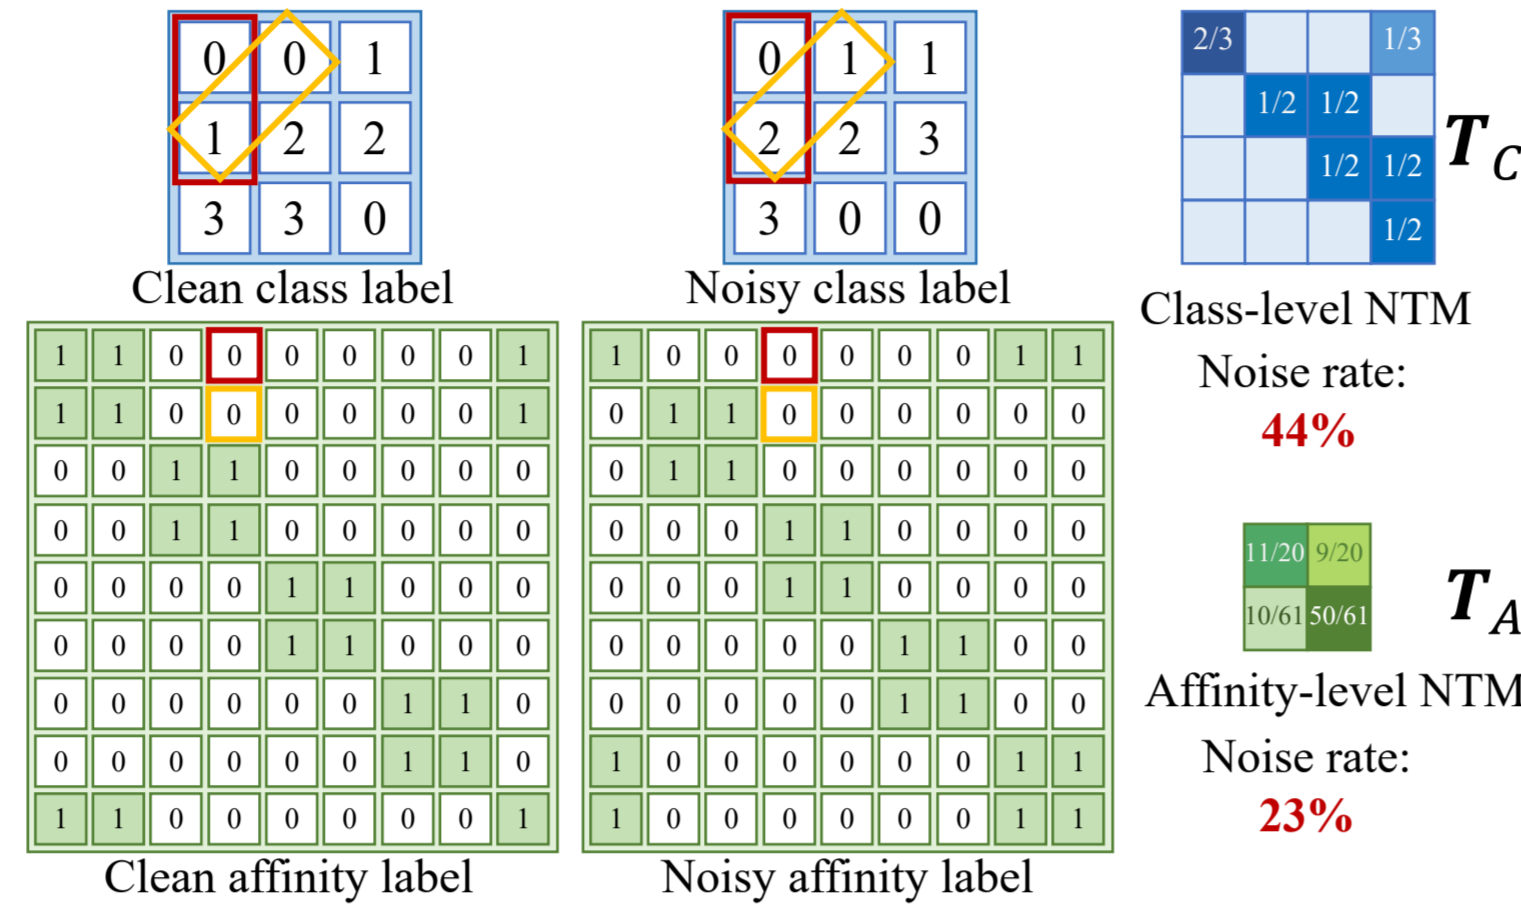 0 0 1
1 2 2
3 3 0
Clean class label
0 1 1
2 2 3
3 0 0
Noisy class label
2/3 1/3
1/2 1/2
1/2 1/2
1/2
T C
Class-level NTM
Noise rate:
44%
1 1 0 0 0 0 0 0 1
1 1 0 0 0 0 0 0 1
0 0 1 1 0 0 0 0 0
0 0 1 1 0 0 0 0 0
0 0 0 0 1 1 0 0 0
0 0 0 0 1 1 0 0 0
0 0 0 0 0 0 1 1 0
0 0 0 0 0 0 1 1 0
1 1 0 0 0 0 0 0 1
Clean affinity label
1 0 0 0 0 0 0 1 1
0 1 1 0 0 0 0 0 0
0 1 1 0 0 0 0 0 0
0 0 0 1 1 0 0 0 0
0 0 0 1 1 0 0 0 0
0 0 0 0 0 1 1 0 0
0 0 0 0 0 1 1 0 0
1 0 0 0 0 0 0 1 1
1 0 0 0 0 0 0 1 1
Noisy affinity label
11/20 9/20
10/61 50/61
T A
Affinity-level NTM
Noise rate:
23%